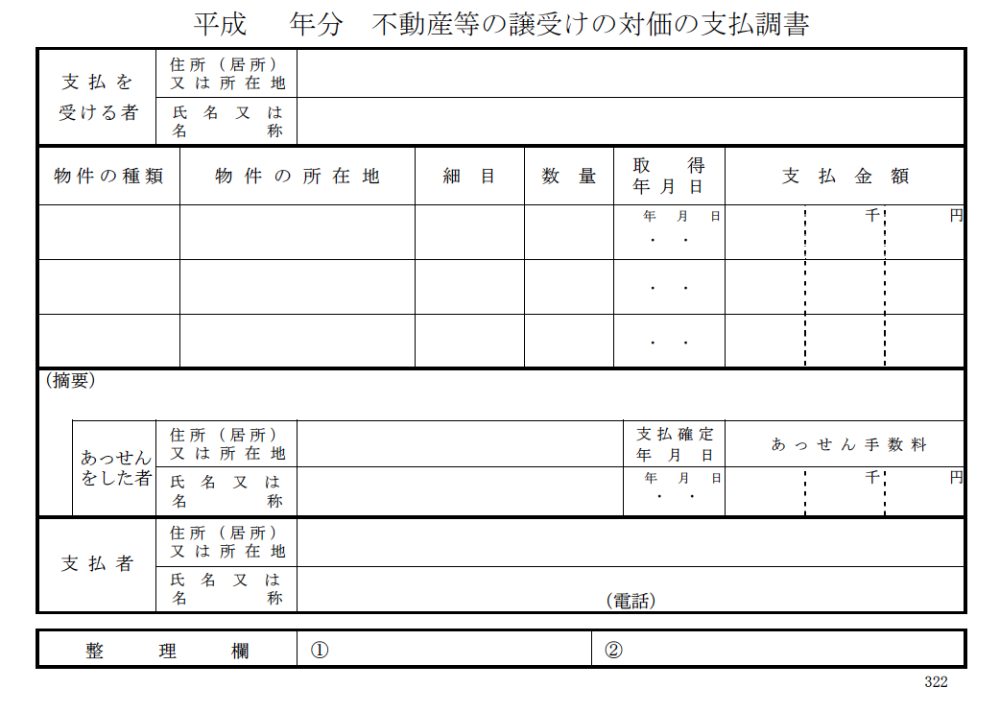 平成　　年分　不動産等の譲受けの対価の支払調書
支払を
受ける者
住所（居所）
又は所在地
氏名又は
名称
物件の種類
物件の所在地
細目
数量
取得
年月日
支払金額
年 月 日
千
円
・ ・
・ ・
・ ・
（摘要）
あっせん
をした者
住所（居所）
又は所在地
支払確定
年月日
あっせん手数料
氏名又は
名称
年 月 日
千
円
・ ・
支払者
住所（居所）
又は所在地
氏名又は
名称
（電話）
整理欄
①
②
322